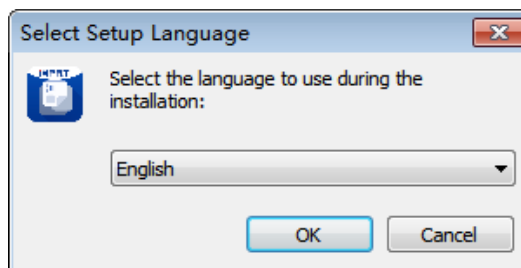 Select Setup Language
Select the language to use during the
installation:
English
OK
Cancel